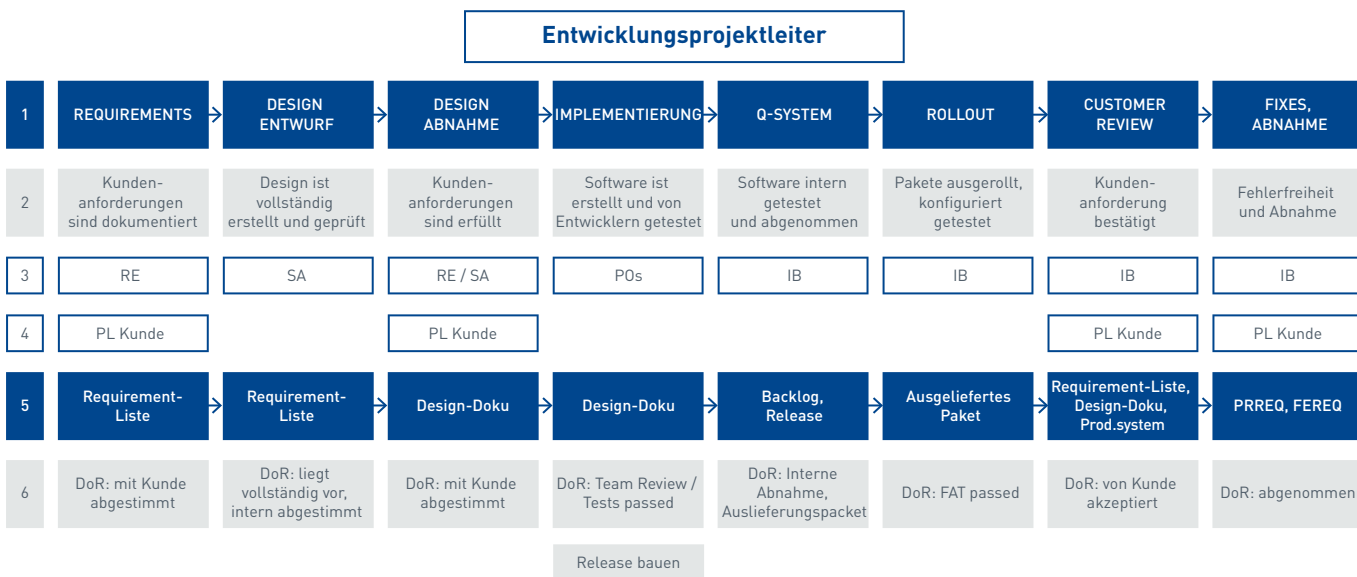 Entwicklungsprojektleiter
1
REQUIREMENTS
DESIGN
ENTWURF
DESIGN
ABNAHME
IMPLEMENTIERUNG
Q-SYSTEM
ROLLOUT
CUSTOMER
REVIEW
FIXES,
ABNAHME
2
Kunden-
anforderungen
sind dokumentiert
Design ist
vollständig
erstellt und geprüft
Kunden-
anforderungen
sind erfüllt
Software ist
erstellt und von
Entwicklern getestet
Software intern
getestet
und abgenommen
Pakete ausgerollt,
konfiguriert
getestet
Kunden-
anforderung
bestätigt
Fehlerfreiheit
und Abnahme
3
RE
SA
RE / SA
POs
IB
IB
IB
IB
4
PL Kunde
PL Kunde
PL Kunde
PL Kunde
5
Requirement-
Liste
Requirement-
Liste
Design-Doku
Design-Doku
Backlog,
Release
Ausgeliefertes
Paket
Requirement-Liste,
Design-Doku,
Prod.system
PRREQ, FEREQ
6
DoR: mit Kunde
abgestimmt
DoR: liegt
vollständig vor,
intern abgestimmt
DoR: mit Kunde
abgestimmt
DoR: Team Review /
Tests passed
DoR: Interne
Abnahme,
Auslieferungspacket
DoR: FAT passed
DoR: von Kunde
akzeptiert
DoR: abgenommen
Release bauen